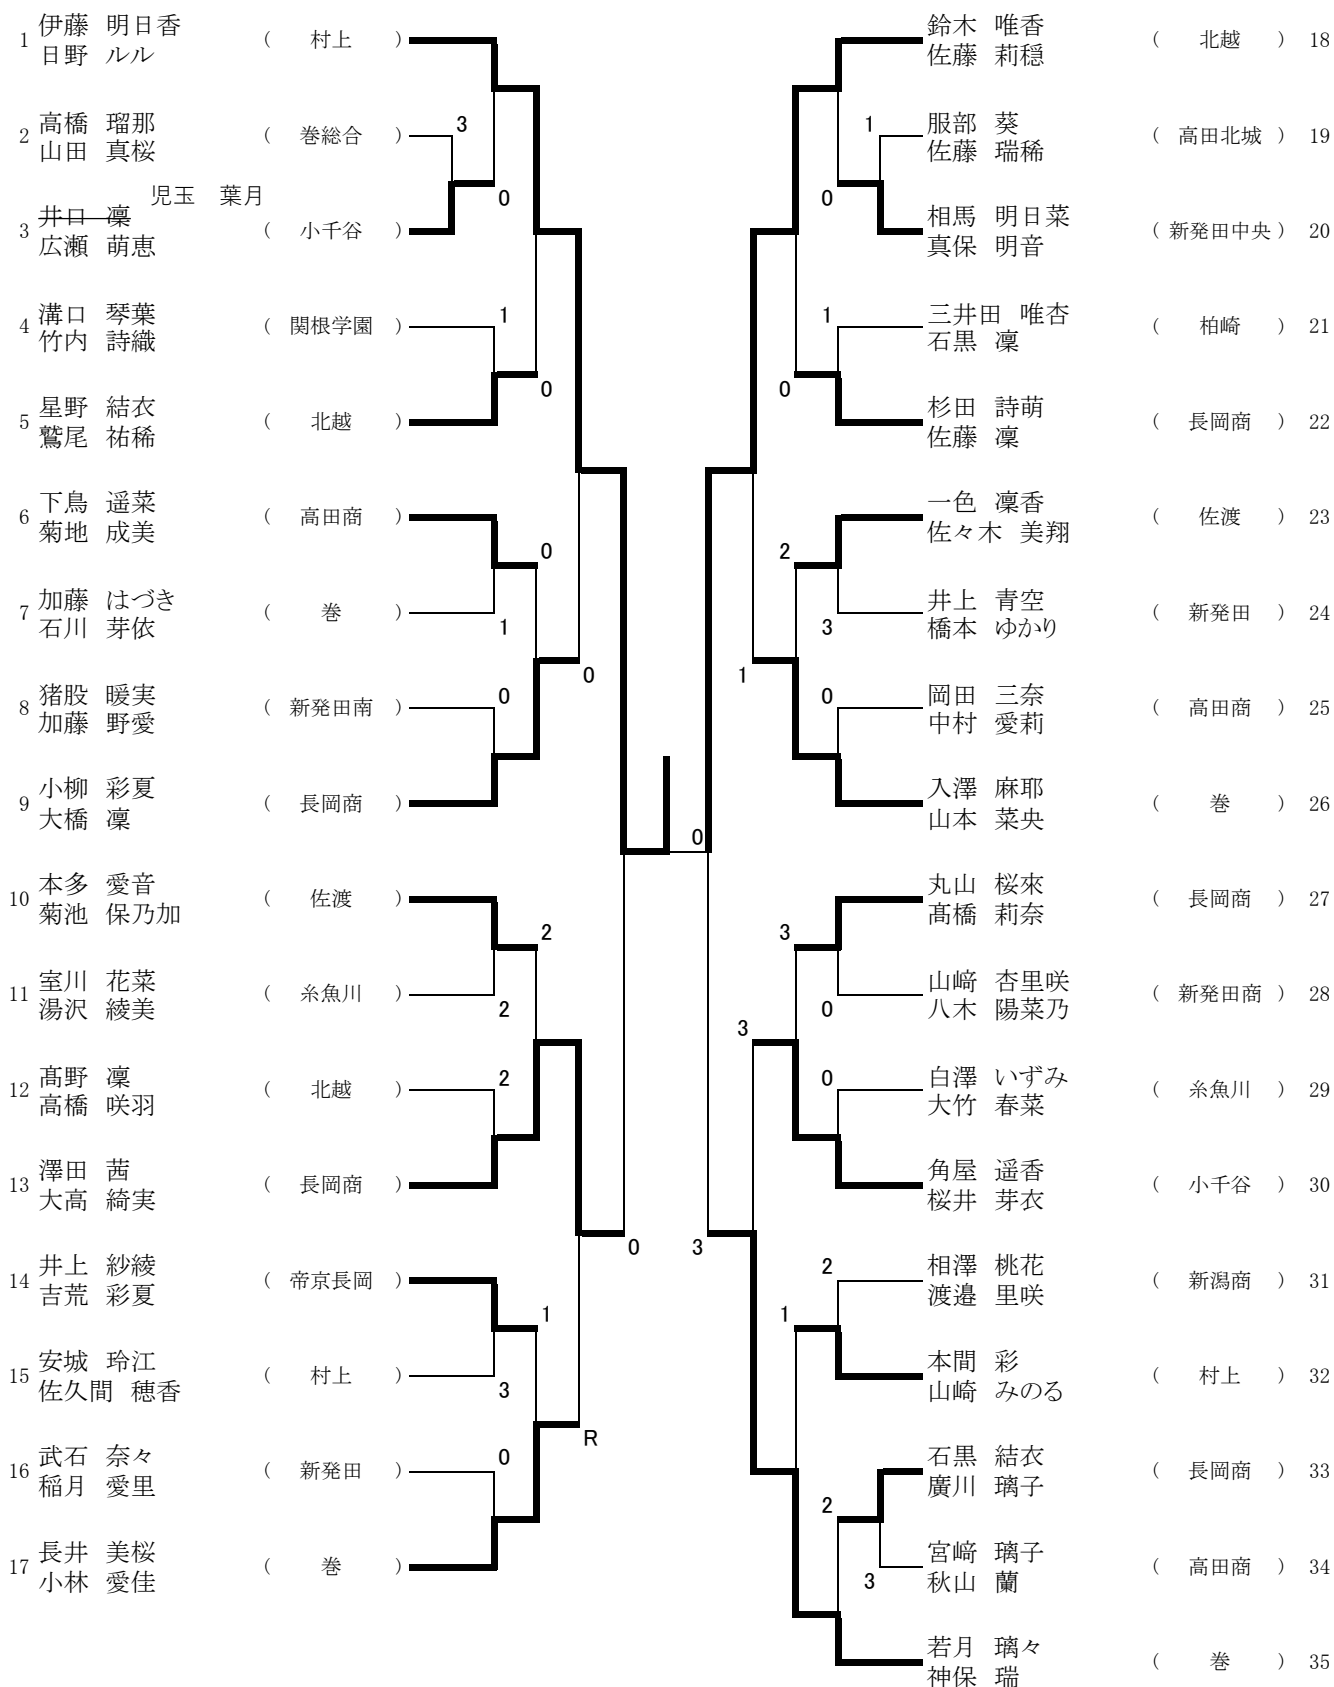 1 伊藤 明日香
日野 ルル
( 村上 )
2 高橋 瑠那
山田 真桜
( 巻総合 )
児玉 葉月
3 井口 凜
広瀬 萌恵
( 小千谷 )
4 溝口 琴葉
竹内 詩織
( 関根学園 )
5 星野 結衣
鷲尾 祐稀
( 北越 )
6 下鳥 遥菜
菊地 成美
( 高田商 )
7 加藤 はづき
石川 芽依
( 巻 )
8 猪股 暖実
加藤 野愛
( 新発田南 )
9 小柳 彩夏
大橋 凜
( 長岡商 )
10 本多 愛音
菊池 保乃加
( 佐渡 )
11 室川 花菜
湯沢 綾美
( 糸魚川 )
12 髙野 凜
高橋 咲羽
( 北越 )
13 澤田 茜
大高 綺実
( 長岡商 )
14 井上 紗綾
吉荒 彩夏
( 帝京長岡 )
15 安城 玲江
佐久間 穂香
( 村上 )
16 武石 奈々
稲月 愛里
( 新発田 )
17 長井 美桜
小林 愛佳
( 巻 )
3
0
1
0
0
1
0
0
2
2
2
0
1
3
R
0
0
鈴木 唯香
佐藤 莉穏
( 北越 ) 18
服部 葵
佐藤 瑞稀
( 高田北城 ) 19
相馬 明日菜
真保 明音
( 新発田中央 ) 20
三井田 唯杏
石黒 凜
( 柏崎 ) 21
杉田 詩萌
佐藤 凜
( 長岡商 ) 22
一色 凜香
佐々木 美翔
( 佐渡 ) 23
井上 青空
橋本 ゆかり
( 新発田 ) 24
岡田 三奈
中村 愛莉
( 高田商 ) 25
入澤 麻耶
山本 菜央
( 巻 ) 26
丸山 桜來
髙橋 莉奈
( 長岡商 ) 27
山﨑 杏里咲
八木 陽菜乃
( 新発田商 ) 28
白澤 いずみ
大竹 春菜
( 糸魚川 ) 29
角屋 遥香
桜井 芽衣
( 小千谷 ) 30
相澤 桃花
渡邉 里咲
( 新潟商 ) 31
本間 彩
山崎 みのる
( 村上 ) 32
石黒 結衣
廣川 璃子
( 長岡商 ) 33
宮﨑 璃子
秋山 蘭
( 高田商 ) 34
若月 璃々
神保 瑞
( 巻 ) 35
1
0
1
0
2
3
1
0
3
0
3
0
3
2
1
2
3